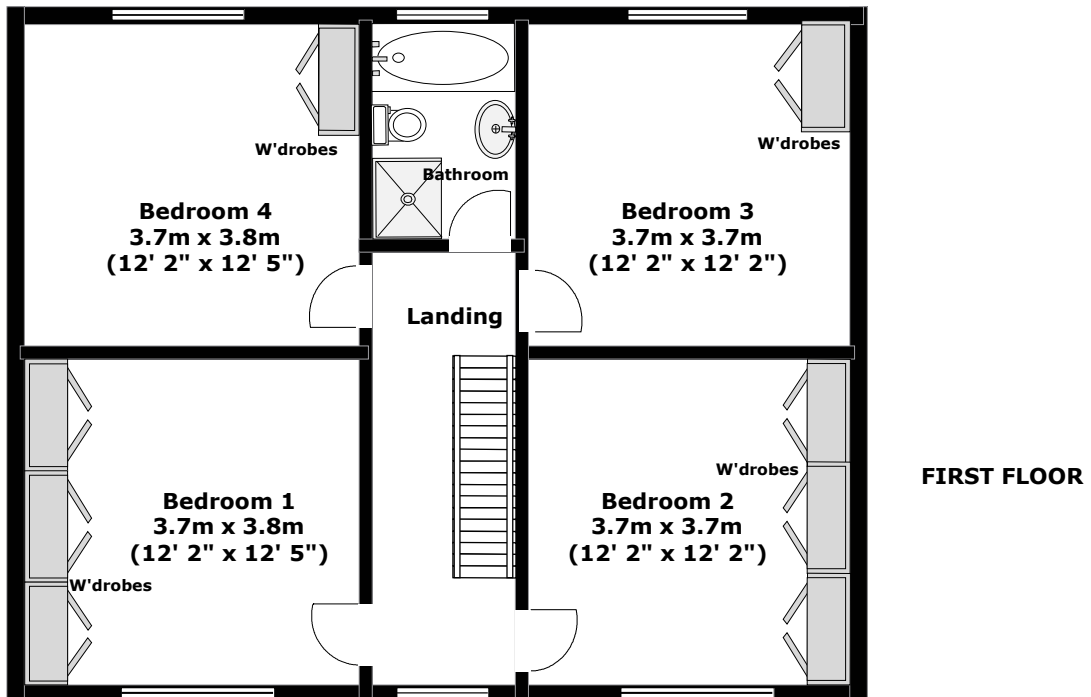 W'drobes
W'drobes
Bathroom
Bedroom 4
3.7m x 3.8m
(12' 2" x 12' 5")
Bedroom 3
3.7m x 3.7m
(12' 2" x 12' 2")
Landing
Bedroom 1
3.7m x 3.8m
(12' 2" x 12' 5")
W'drobes
W'drobes
Bedroom 2
3.7m x 3.7m
(12' 2" x 12' 2")
FIRST FLOOR